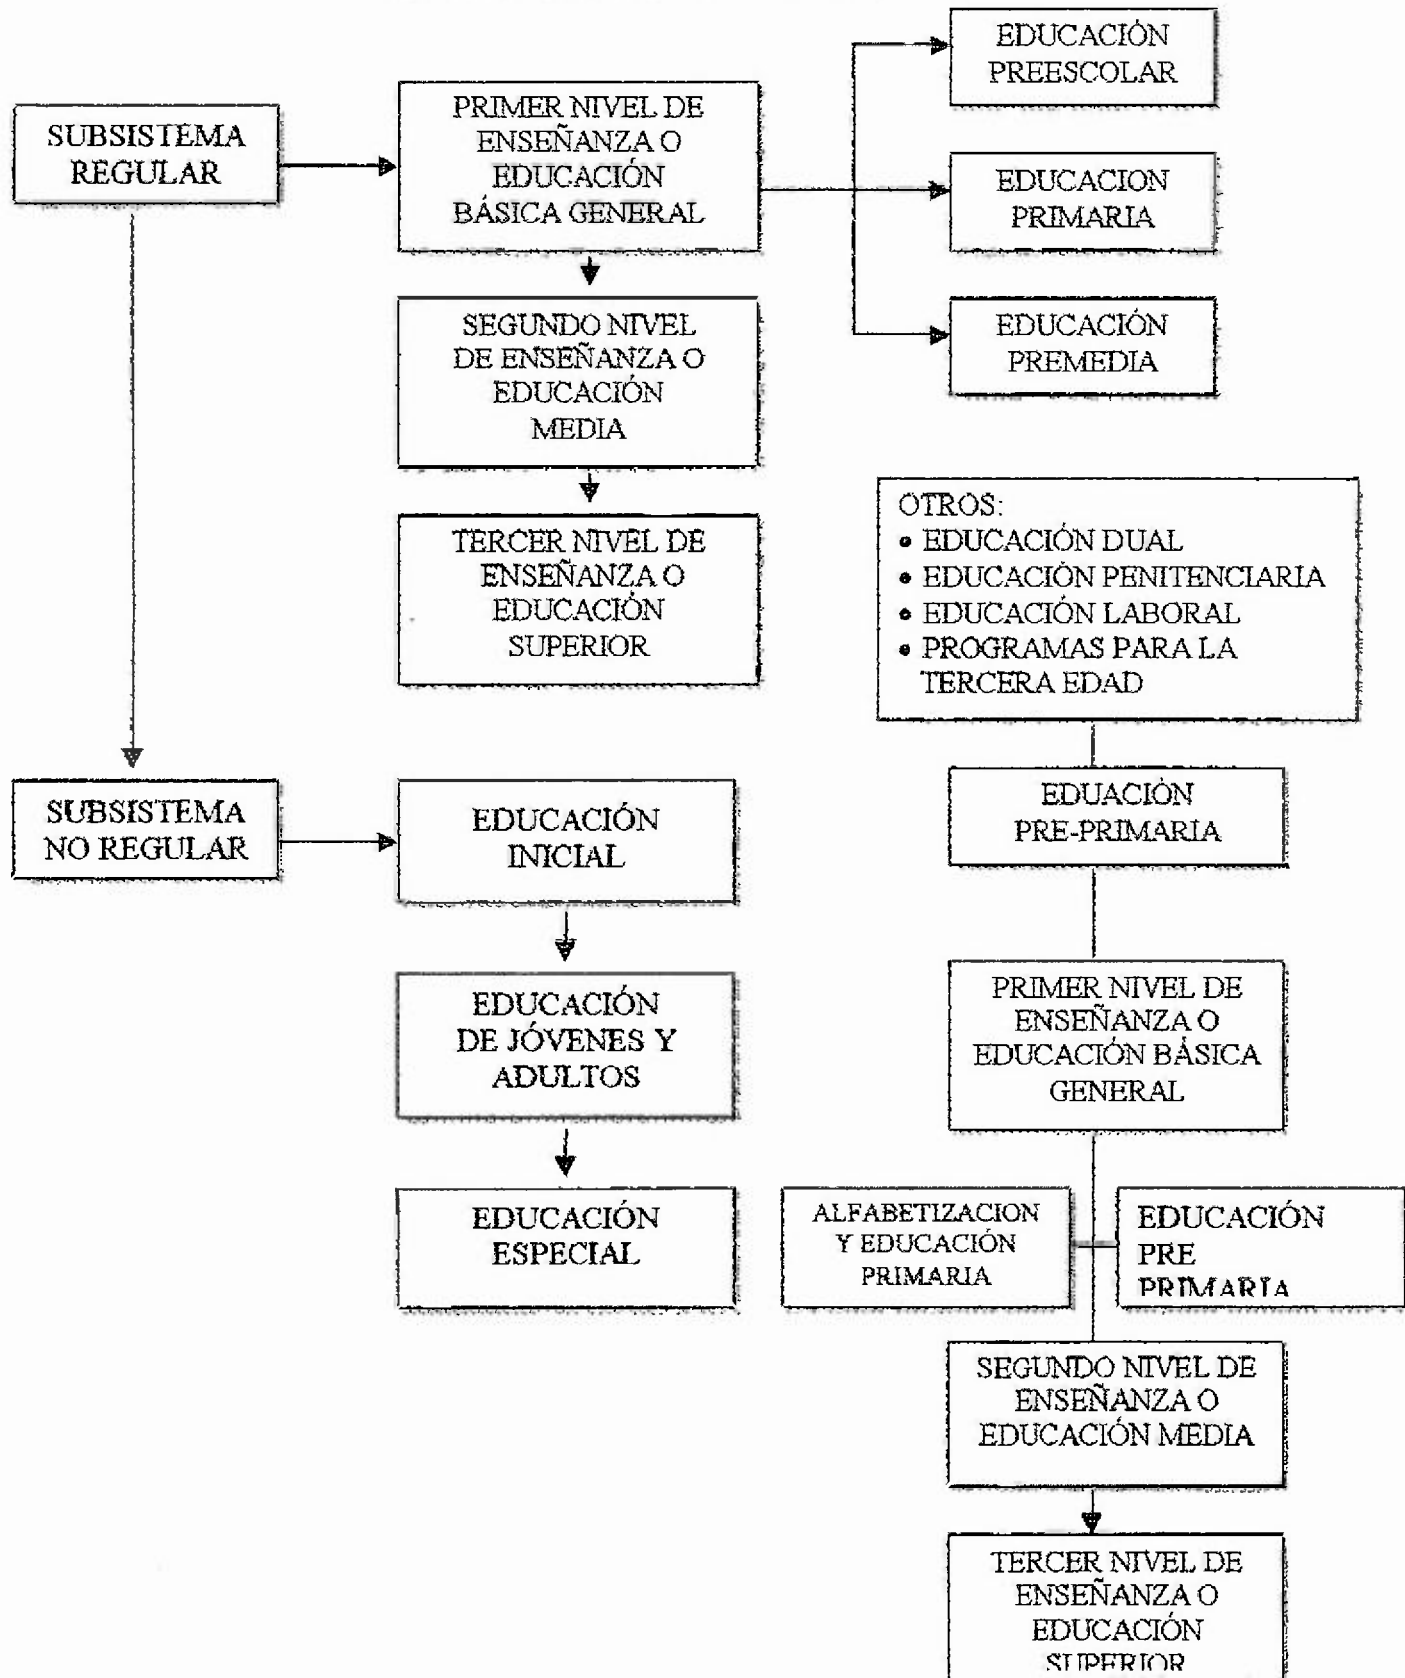 SUBSISTEMA
REGULAR
PRIMER NIVEL DE
ENSEÑANZA O
EDUCACIÓN
BÁSICA GENERAL
EDUCACIÓN
PREESCOLAR
EDUCACION
PRIMARIA
EDUCACIÓN
PREMEDIA
SEGUNDO NIVEL
DE ENSEÑANZA O
EDUCACIÓN
MEDIA
TERCER NIVEL DE
ENSEÑANZA O
EDUCACIÓN
SUPERIOR
OTROS:
• EDUCACIÓN DUAL
• EDUCACIÓN PENITENCIARIA
• EDUCACIÓN LABORAL
• PROGRAMAS PARA LA
TERCERA EDAD
SUBSISTEMA
NO REGULAR
EDUCACIÓN
INICIAL
EDUCACIÓN
DE JÓVENES Y
ADULTOS
EDUCACIÓN
ESPECIAL
EDUACIÓN
PRE-PRIMARIA
PRIMER NIVEL DE
ENSEÑANZA O
EDUCACIÓN BÁSICA
GENERAL
ALFABETIZACION
Y EDUCACIÓN
PRIMARIA
EDUCACIÓN
PRE
PRIMARIA
SEGUNDO NIVEL DE
ENSEÑANZA O
EDUCACIÓN MEDIA
TERCER NIVEL DE
ENSEÑANZA O
EDUCACIÓN
SUPERIOR